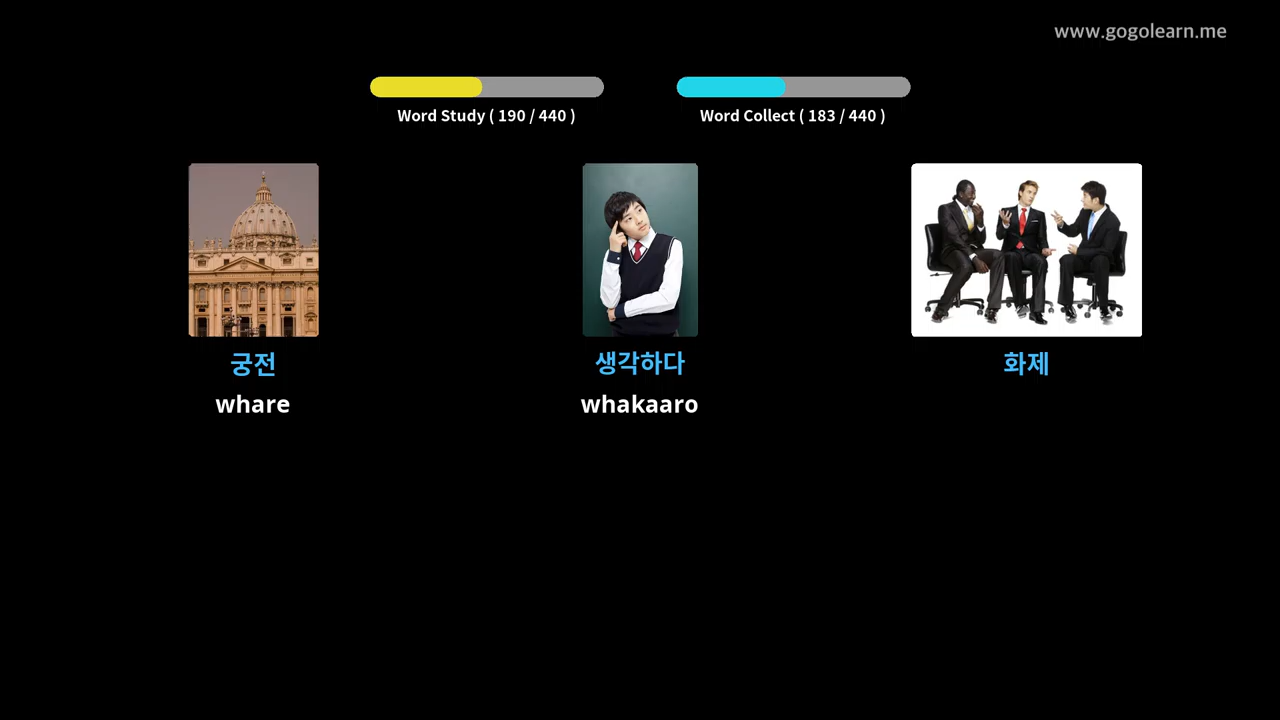 www.gogolearn.me
Word Study ( 190 / 440 )
Word Collect ( 183 / 440 )
궁전
생각하다
화제
whare
whakaaro